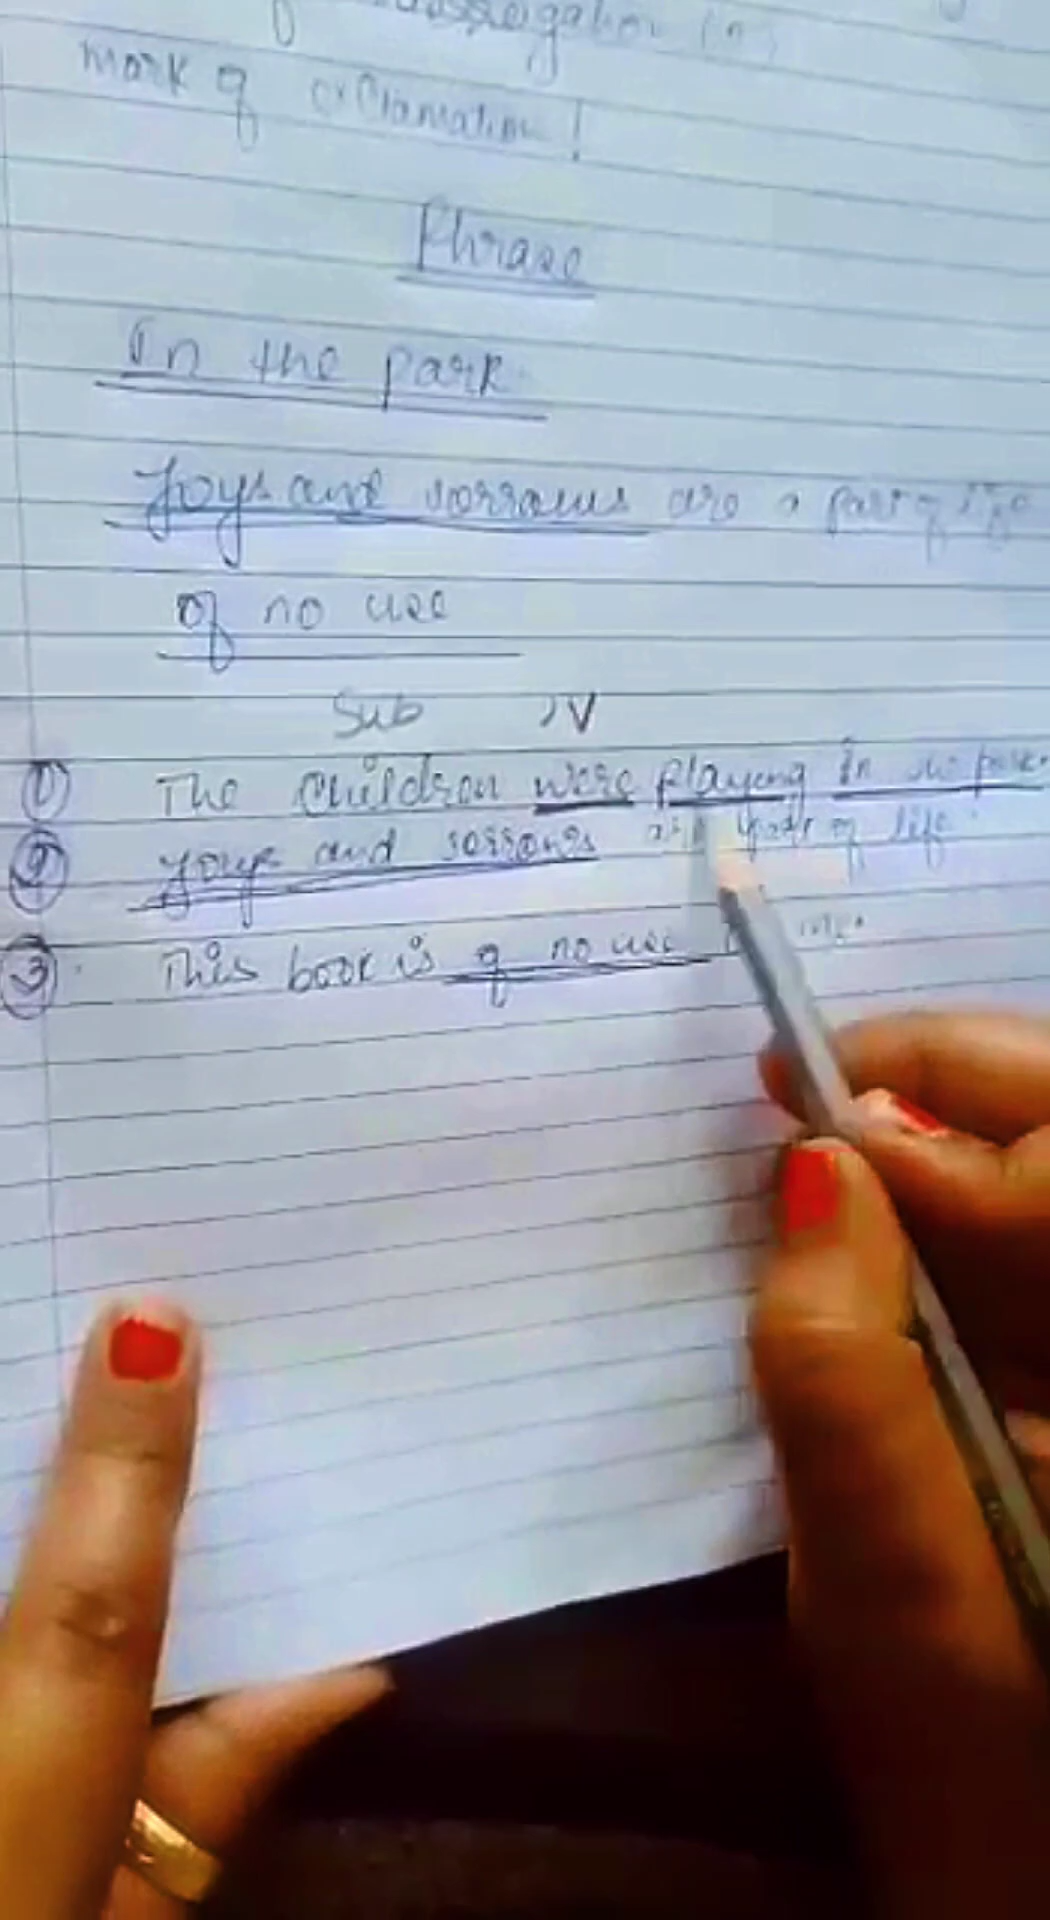 mark of exclamation!
Phrase
In the park
Joys and sorrows are a part of life
of no use
Sub , V
① The Children were playing in the park.
② Joys and sorrows part of life
③ This book is of no use me.